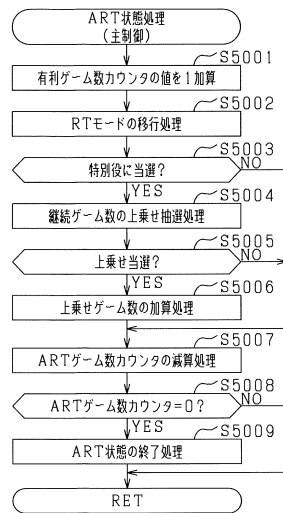 ART状態処理
(主制御)
S5001
有利ゲーム数カウンタの値を1加算
S5002
RTモードの移行処理
S5003
特別役に当選?
NO
YES
S5004
継続ゲーム数の上乗せ抽選処理
S5005
上乗せ当選?
NO
YES
S5006
上乗せゲーム数の加算処理
S5007
ARTゲーム数カウンタの減算処理
S5008
ARTゲーム数カウンタ=0?
NO
YES
S5009
ART状態の終了処理
RET